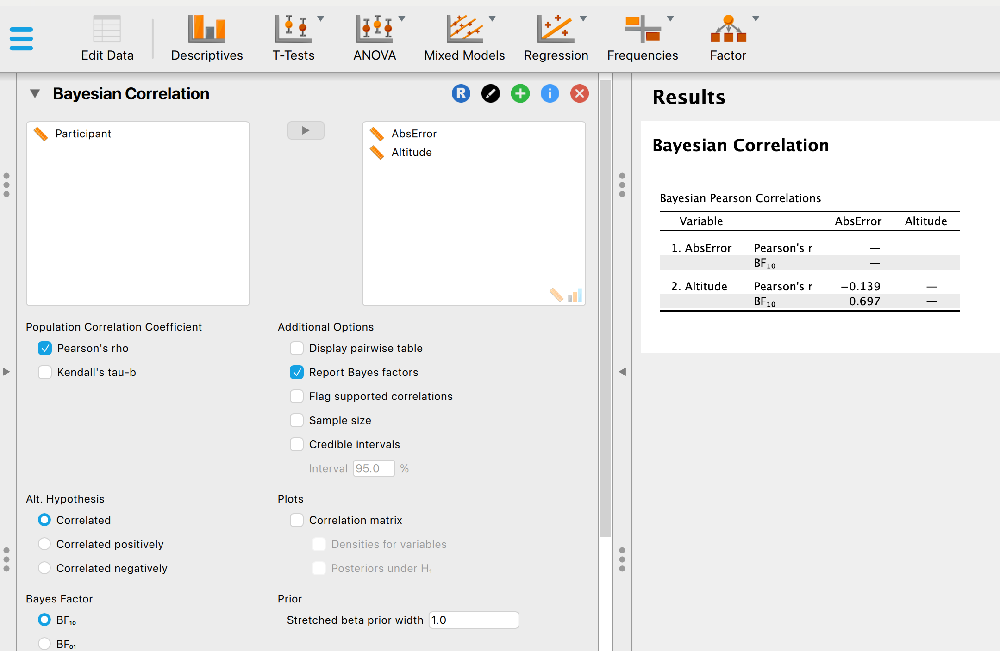 Edit Data
Descriptives
T-Tests
ANOVA
Mixed Models
Regression
Frequencies
Factor
Bayesian Correlation
R
i
Participant
AbsError
Altitude
Population Correlation Coefficient
Pearson's rho
Kendall's tau-b
Additional Options
Display pairwise table
Report Bayes factors
Flag supported correlations
Sample size
Credible intervals
Interval 95.0 %
Alt. Hypothesis
Correlated
Correlated positively
Correlated negatively
Plots
Correlation matrix
Densities for variables
Posteriors under H₁
Bayes Factor
BF₁₀
BF₀₁
Prior
Stretched beta prior width 1.0
Results
Bayesian Correlation
Bayesian Pearson Correlations
Variable AbsError Altitude
1. AbsError Pearson's r —
BF₁₀ —
2. Altitude Pearson's r −0.139 —
BF₁₀ 0.697 —